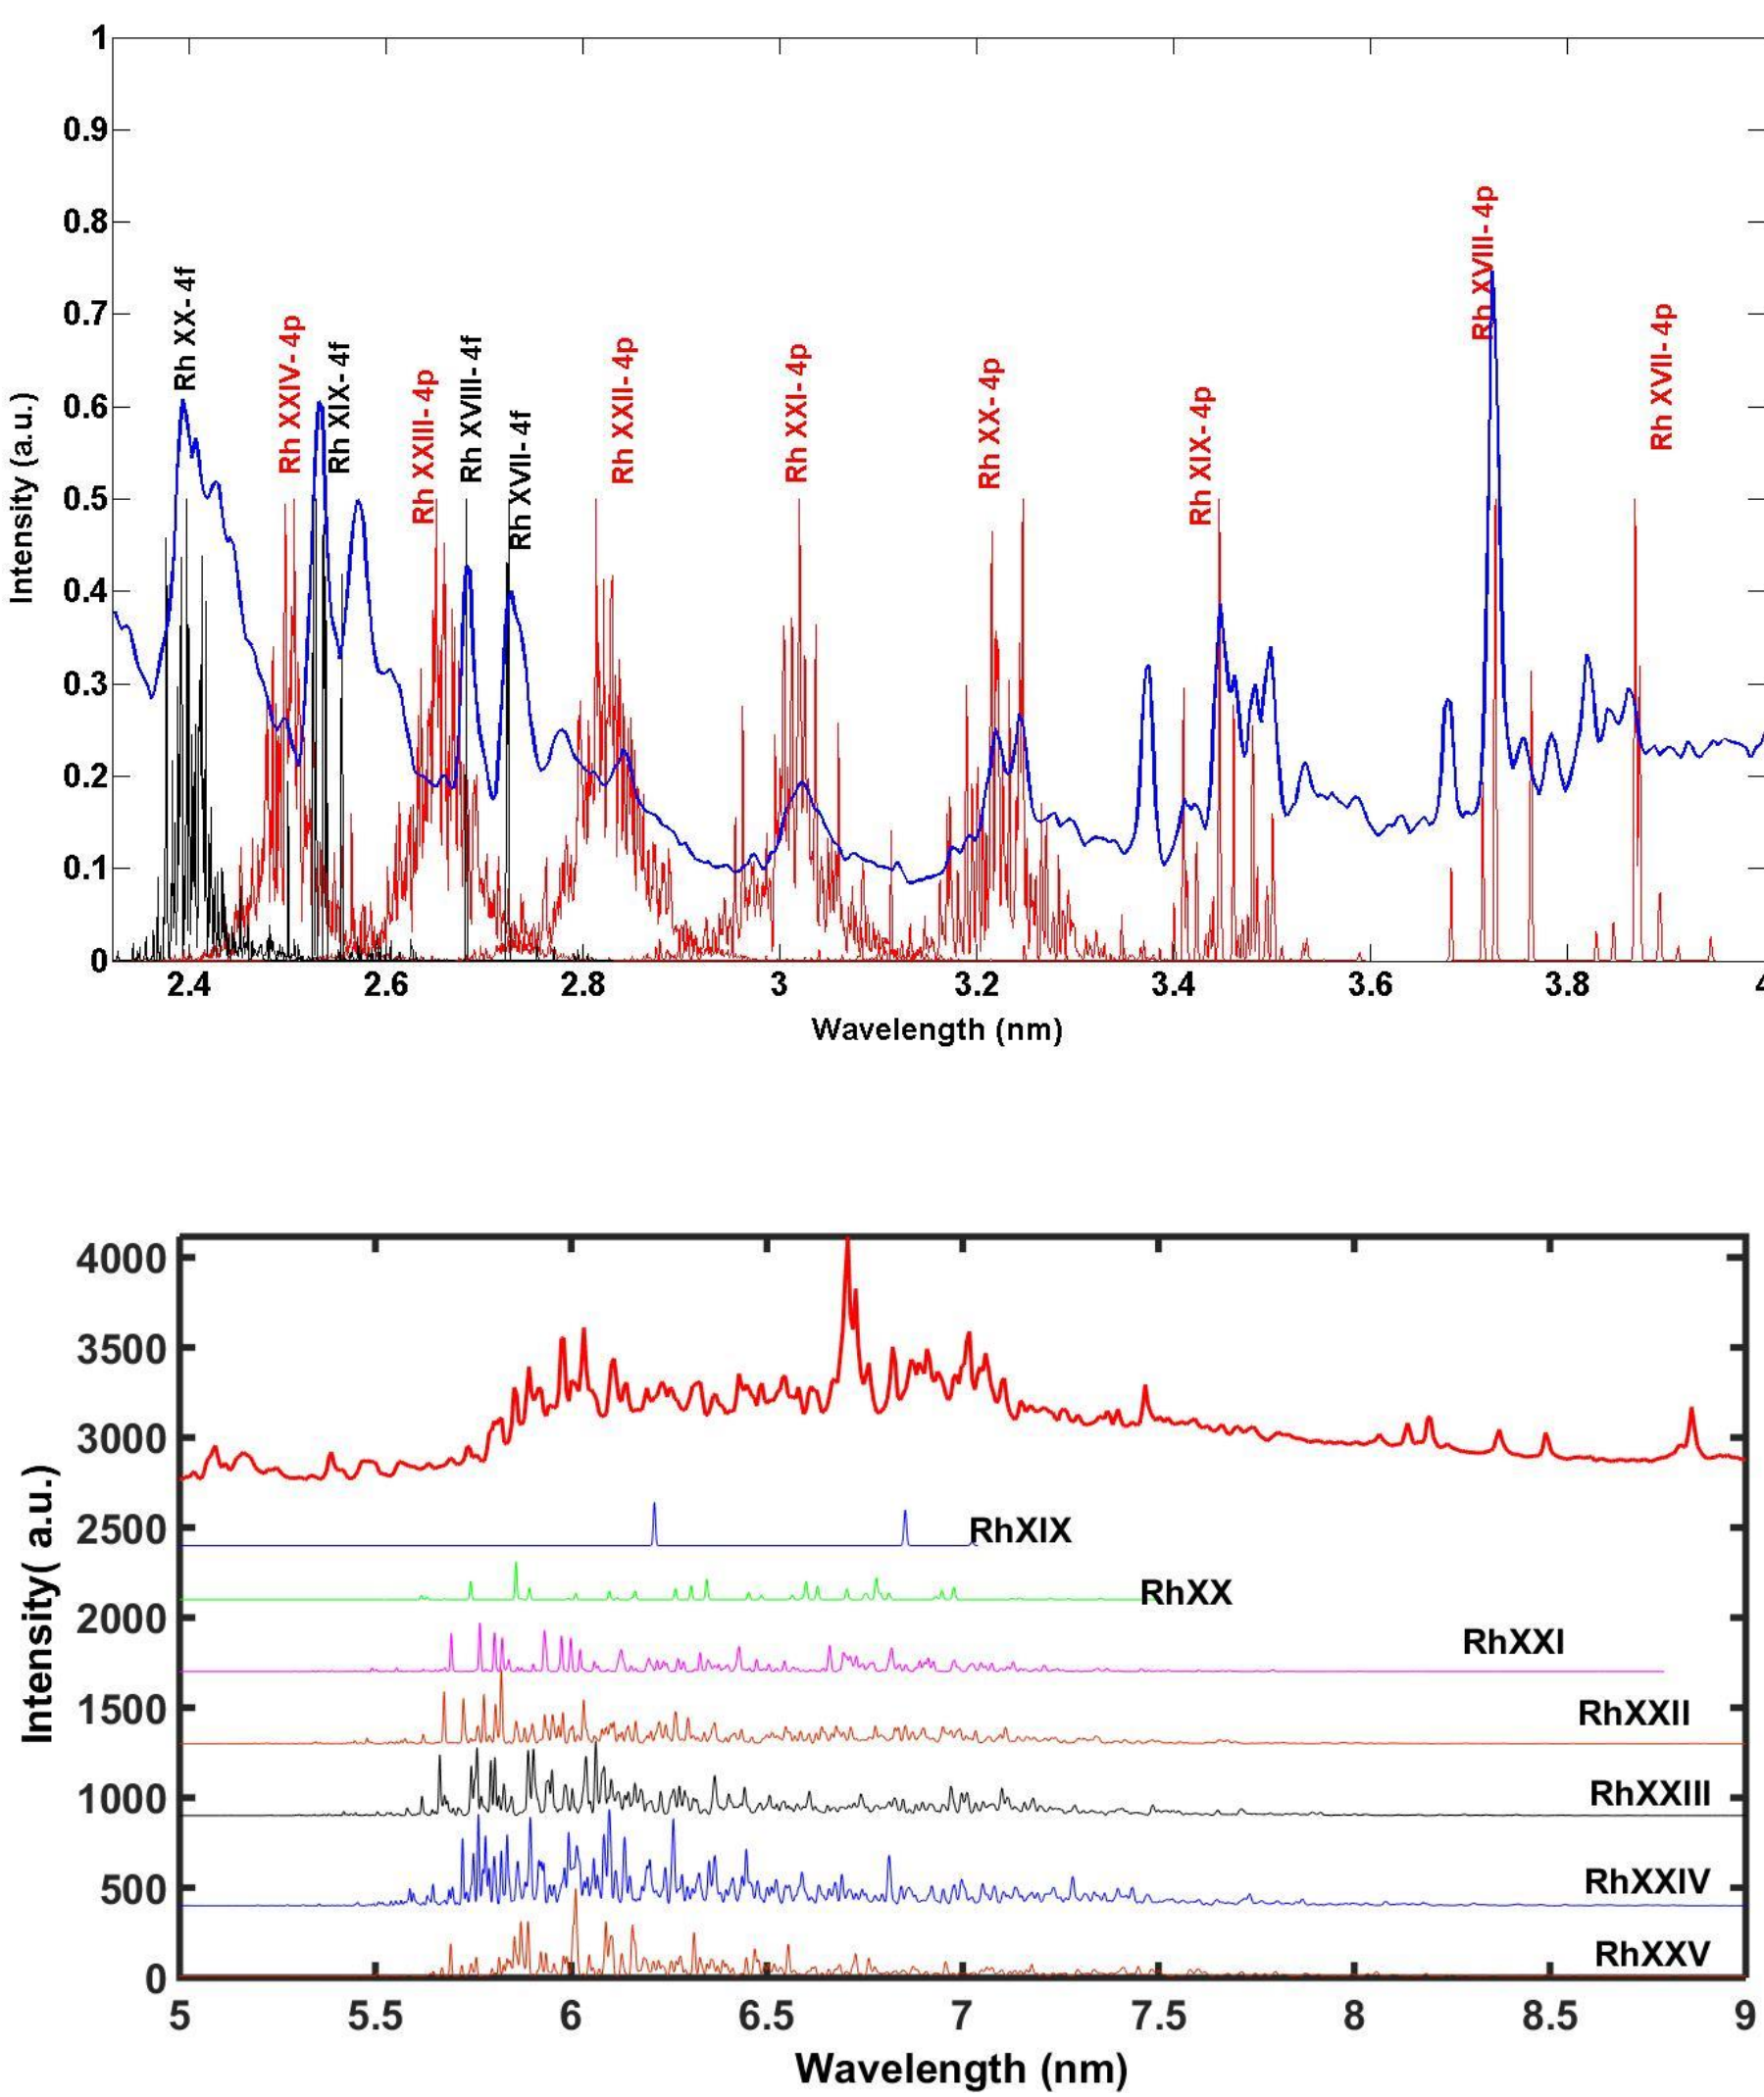 1
0.9
0.8
0.7
0.6
0.5
0.4
0.3
0.2
0.1
0
Intensity (a.u.)
Rh XX- 4f
Rh XXIV- 4p
Rh XIX- 4f
Rh XXIII- 4p
Rh XVIII- 4f
Rh XVII- 4f
Rh XXII- 4p
Rh XXI- 4p
Rh XX- 4p
Rh XIX- 4p
Rh XVIII- 4p
Rh XVII- 4p
2.4 2.6 2.8 3 3.2 3.4 3.6 3.8
Wavelength (nm)
4000
3500
3000
2500
2000
1500
1000
500
0
Intensity( a.u.)
RhXIX
RhXX
RhXXI
RhXXII
RhXXIII
RhXXIV
RhXXV
5 5.5 6 6.5 7 7.5 8 8.5 9
Wavelength (nm)